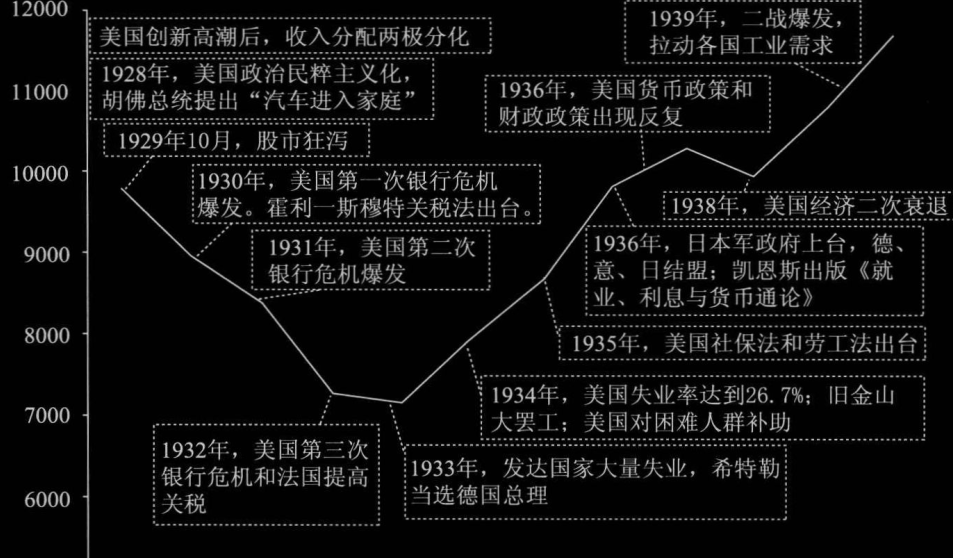 12000
11000
10000
9000
8000
7000
6000
美国创新高潮后，收入分配两极分化
1928年，美国政治民粹主义化，
胡佛总统提出“汽车进入家庭”
1929年10月，股市狂泻
1930年，美国第一次银行危机
爆发。霍利一斯穆特关税法出台。
1931年，美国第二次
银行危机爆发
1932年，美国第三次
银行危机和法国提高
关税
1933年，发达国家大量失业，希特勒
当选德国总理
1934年，美国失业率达到26.7%；旧金山
大罢工；美国对困难人群补助
1935年，美国社保法和劳工法出台
1936年，日本军政府上台，德、
意、日结盟；凯恩斯出版《就
业、利息与货币通论》
1936年，美国货币政策和
财政政策出现反复
1938年，美国经济二次衰退
1939年，二战爆发，
拉动各国工业需求